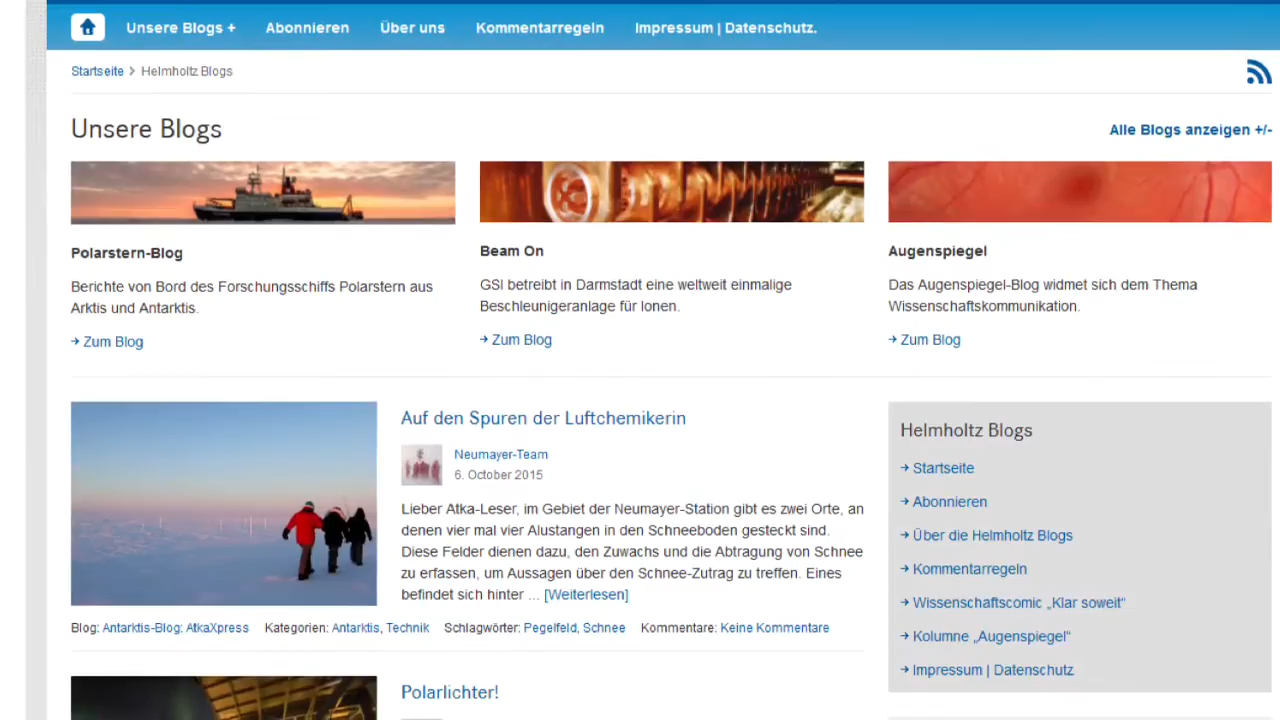 Unsere Blogs + Abonnieren Über uns Kommentarregeln Impressum | Datenschutz.
Startseite > Helmholtz Blogs
Unsere Blogs
Alle Blogs anzeigen +/-
Polarstern-Blog
Berichte von Bord des Forschungsschiffs Polarstern aus
Arktis und Antarktis.
Zum Blog
Beam On
GSI betreibt in Darmstadt eine weltweit einmalige
Beschleunigeranlage für Ionen.
Zum Blog
Augenspiegel
Das Augenspiegel-Blog widmet sich dem Thema
Wissenschaftskommunikation.
Zum Blog
Auf den Spuren der Luftchemikerin
Neumayer-Team
6. October 2015
Lieber Atka-Leser, im Gebiet der Neumayer-Station gibt es zwei Orte, an
denen vier mal vier Alustangen in den Schneeboden gesteckt sind.
Diese Felder dienen dazu, den Zuwachs und die Abtragung von Schnee
zu erfassen, um Aussagen über den Schnee-Zutrag zu treffen. Eines
befindet sich hinter ... [Weiterlesen]
Blog: Antarktis-Blog: AtkaXpress Kategorien: Antarktis, Technik Schlagwörter: Pegelfeld, Schnee Kommentare: Keine Kommentare
Polarlichter!
Helmholtz Blogs
Startseite
Abonnieren
Über die Helmholtz Blogs
Kommentarregeln
Wissenschaftscomic „Klar soweit“
Kolumne „Augenspiegel“
Impressum | Datenschutz